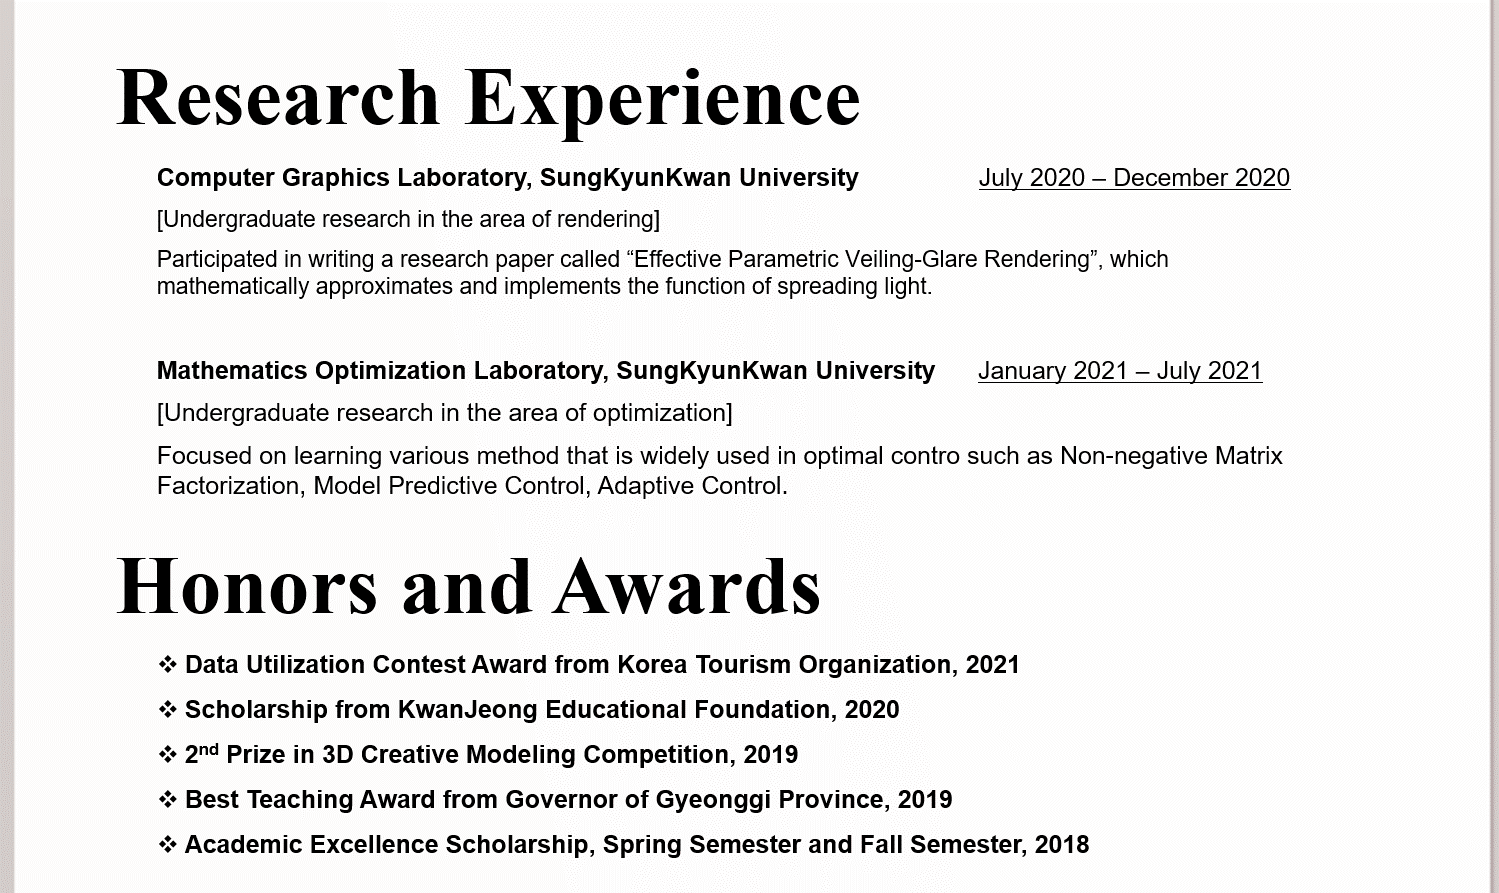 Research Experience
Computer Graphics Laboratory, SungKyunKwan University July 2020 – December 2020
[Undergraduate research in the area of rendering]
Participated in writing a research paper called “Effective Parametric Veiling-Glare Rendering”, which
mathematically approximates and implements the function of spreading light.
Mathematics Optimization Laboratory, SungKyunKwan University January 2021 – July 2021
[Undergraduate research in the area of optimization]
Focused on learning various method that is widely used in optimal contro such as Non-negative Matrix
Factorization, Model Predictive Control, Adaptive Control.
Honors and Awards
❖ Data Utilization Contest Award from Korea Tourism Organization, 2021
❖ Scholarship from KwanJeong Educational Foundation, 2020
❖ 2nd Prize in 3D Creative Modeling Competition, 2019
❖ Best Teaching Award from Governor of Gyeonggi Province, 2019
❖ Academic Excellence Scholarship, Spring Semester and Fall Semester, 2018